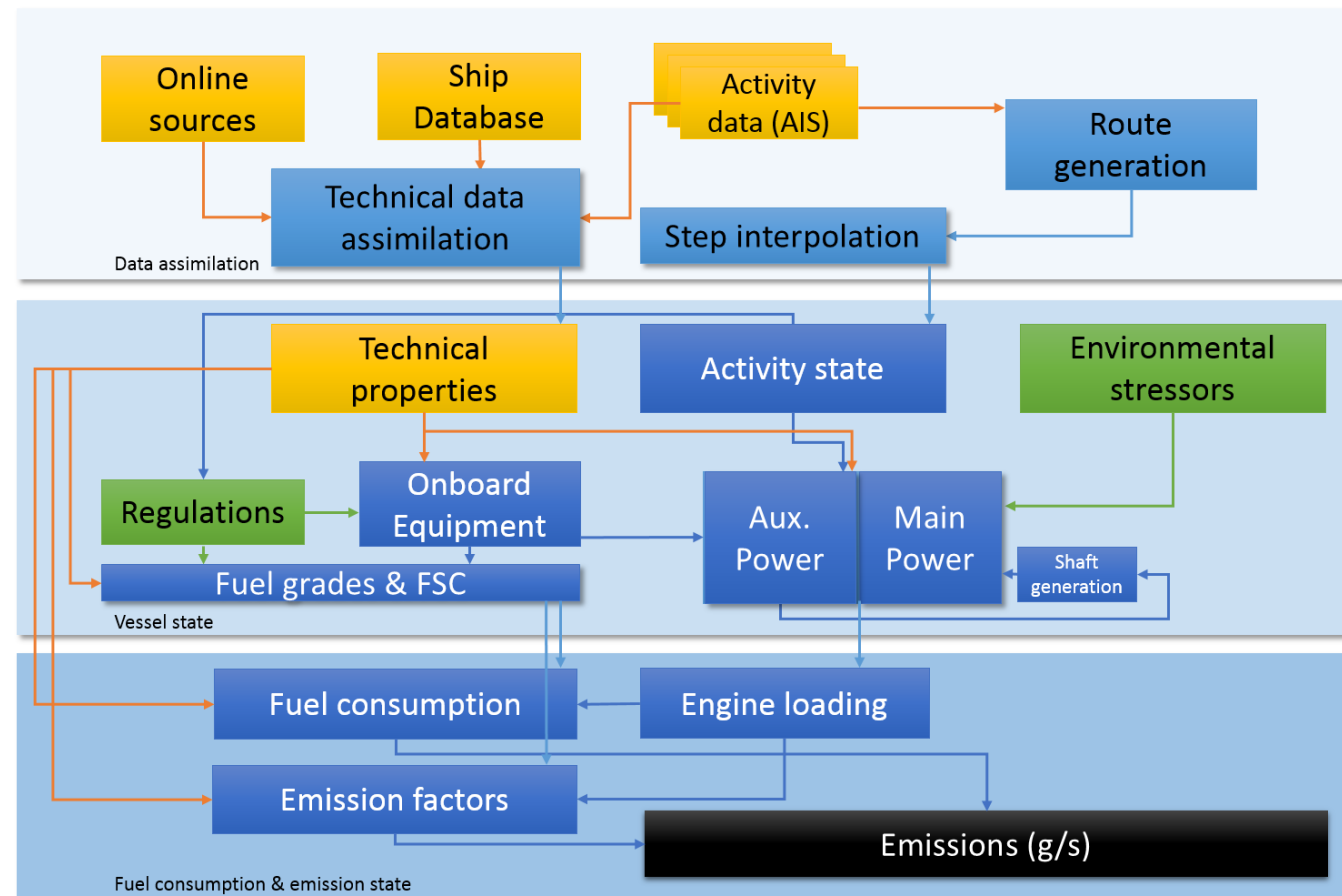 Online
sources
Ship
Database
Activity
data (AIS)
Route
generation
Technical data
assimilation
Step interpolation
Data assimilation
Technical
properties
Activity state
Environmental
stressors
Regulations
Onboard
Equipment
Aux.
Power
Main
Power
Shaft
generation
Fuel grades & FSC
Vessel state
Fuel consumption
Engine loading
Emission factors
Emissions (g/s)
Fuel consumption & emission state